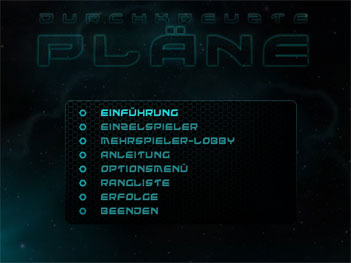 DURCHKREUZTE
PLÄNE
EINFÜHRUNG
EINZELSPIELER
MEHRSPIELER-LOBBY
ANLEITUNG
OPTIONSMENÜ
RANGLISTE
ERFOLGE
BEENDEN